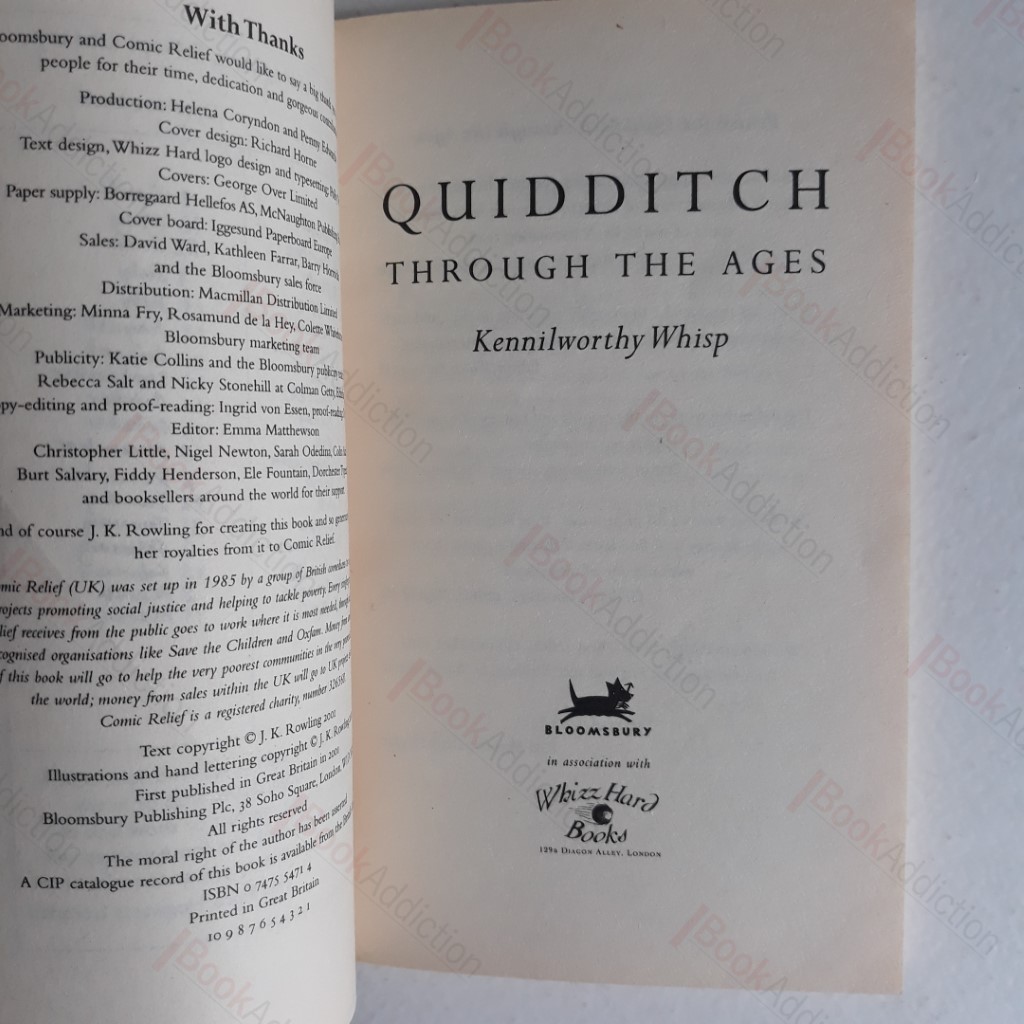 With Thanks
oomsbury and Comic Relief would like to say a big thank
people for their time, dedication and gorgeous
Production: Helena Coryndon and Penny
Cover design: Richard Horne
Text design, Whizz Hard logo design and typesetting
Covers: George Over Limited
Paper supply: Borregaard Hellefos AS, McNaughton
Cover board: Iggesund Paperboard Europe
Sales: David Ward, Kathleen Farrar, Barry
and the Bloomsbury sales force
Distribution: Macmillan Distribution
Marketing: Minna Fry, Rosamund de la Hey, Colette
Bloomsbury marketing team
Publicity: Katie Collins and the Bloomsbury
Rebecca Salt and Nicky Stonehill at Colman Getty,
py-editing and proof-reading: Ingrid von Essen, proof-reading
Editor: Emma Matthewson
Christopher Little, Nigel Newton, Sarah Odedina,
Burt Salvary, Fiddy Henderson, Ele Fountain, Dorchester
and booksellers around the world for their support
nd of course J. K. Rowling for creating this book and so
her royalties from it to Comic Relief.
mic Relief (UK) was set up in 1985 by a group of British
rojects promoting social justice and helping to tackle poverty. Every
lief receives from the public goes to work where it is most needed,
cognised organisations like Save the Children and Oxfam. Money
f this book will go to help the very poorest communities in the
the world; money from sales within the UK will go to UK
Comic Relief is a registered charity, number
Text copyright © J. K. Rowling 2001
Illustrations and hand lettering copyright © J. K.
First published in Great Britain in 2001
Bloomsbury Publishing Plc, 38 Soho Square, London,
All rights reserved
The moral right of the author has been asserted
A CIP catalogue record of this book is available from the
ISBN 0 7475 5471 4
Printed in Great Britain
10 9 8 7 6 5 4 3 2 1
QUIDDITCH
THROUGH THE AGES
Kennilworthy Whisp
BLOOMSBURY
in association with
Whizz Hard
Books
129a DIAGON ALLEY, LONDON
BookAddiction